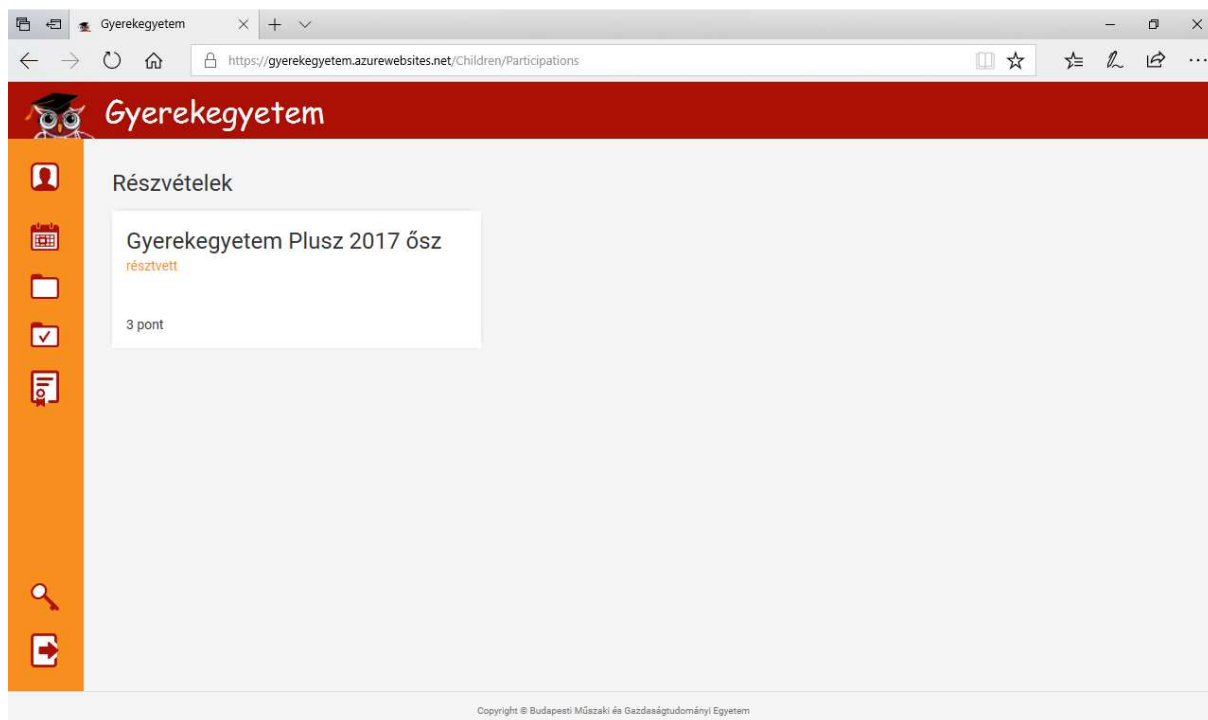 Gyerekegyetem
https://gyerekegyetem.azurewebsites.net/Children/Participations
Gyerekegyetem
Részvételek
Gyerekegyetem Plusz 2017 ősz
résztvett
3 pont
Copyright © Budapesti Műszaki és Gazdaságtudományi Egyetem